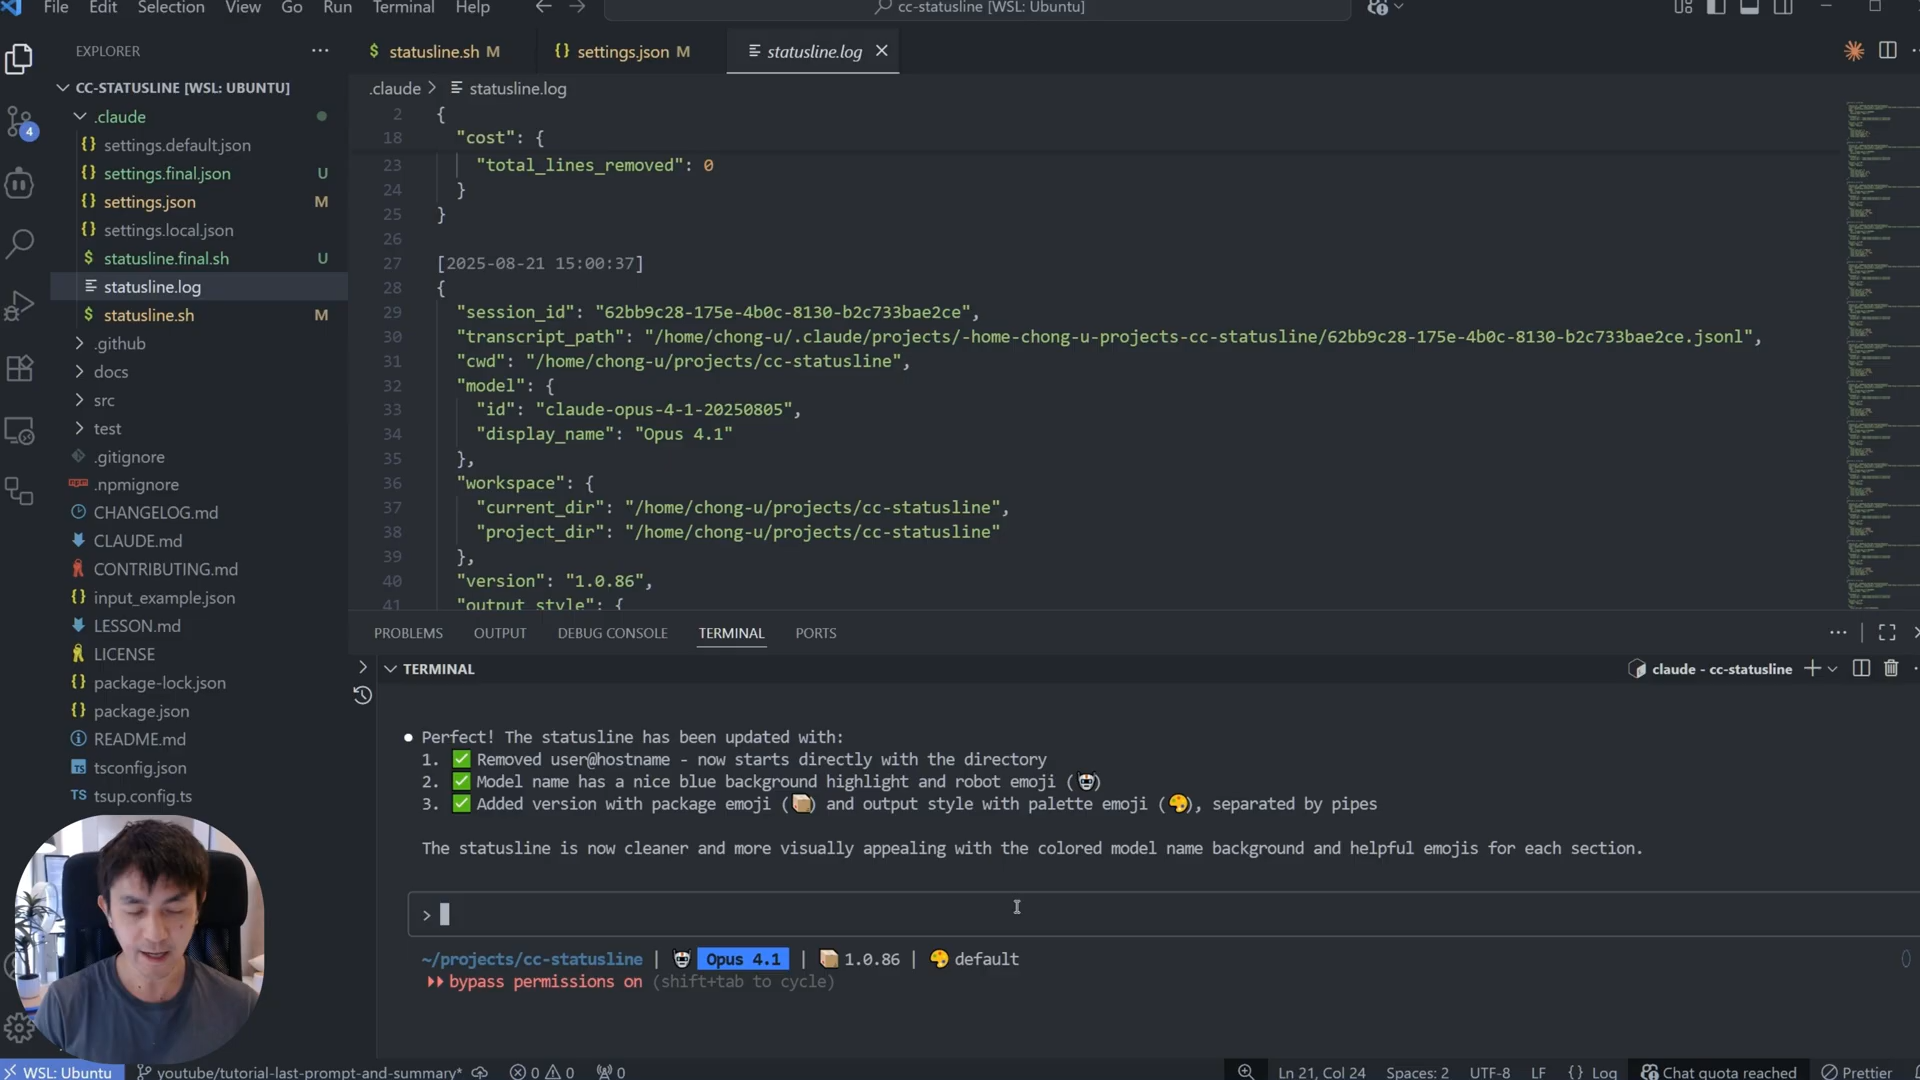 File Edit Selection View Go Run Terminal Help
cc-statusline [WSL: Ubuntu]
EXPLORER
$ statusline.sh M
{} settings.json M
statusline.log
.claude > statusline.log
CC-STATUSLINE [WSL: UBUNTU]
.claude
{} settings.default.json
{} settings.final.json U
{} settings.json M
{} settings.local.json
$ statusline.final.sh U
statusline.log
$ statusline.sh M
.github
docs
src
test
.gitignore
.npmignore
CHANGELOG.md
CLAUDE.md
CONTRIBUTING.md
{} input_example.json
LESSON.md
LICENSE
{} package-lock.json
{} package.json
README.md
TS tsconfig.json
TS tsup.config.ts
4
2 {
18 "cost": {
23 "total_lines_removed": 0
24 }
25 }
26
27 [2025-08-21 15:00:37]
28 {
29 "session_id": "62bb9c28-175e-4b0c-8130-b2c733bae2ce",
30 "transcript_path": "/home/chong-u/.claude/projects/-home-chong-u-projects-cc-statusline/62bb9c28-175e-4b0c-8130-b2c733bae2ce.jsonl",
31 "cwd": "/home/chong-u/projects/cc-statusline",
32 "model": {
33 "id": "claude-opus-4-1-20250805",
34 "display_name": "Opus 4.1"
35 },
36 "workspace": {
37 "current_dir": "/home/chong-u/projects/cc-statusline",
38 "project_dir": "/home/chong-u/projects/cc-statusline"
39 },
40 "version": "1.0.86",
41 "output_style": {
PROBLEMS OUTPUT DEBUG CONSOLE TERMINAL PORTS
TERMINAL
claude - cc-statusline
● Perfect! The statusline has been updated with:
1. ✅ Removed user@hostname - now starts directly with the directory
2. ✅ Model name has a nice blue background highlight and robot emoji (🤖)
3. ✅ Added version with package emoji (📦) and output style with palette emoji (🎨), separated by pipes
The statusline is now cleaner and more visually appealing with the colored model name background and helpful emojis for each section.
>
~/projects/cc-statusline | 🤖 Opus 4.1 | 📦 1.0.86 | 🎨 default
⏵⏵ bypass permissions on (shift+tab to cycle)
WSL: Ubuntu youtube/tutorial-last-prompt-and-summary* 0 0 0 Ln 21, Col 24 Spaces: 2 UTF-8 LF {} Log Chat quota reached Prettier